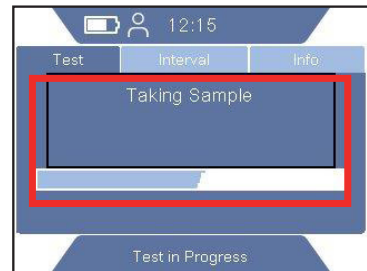 12:15
Test Interval Info
Taking Sample
Test in Progress